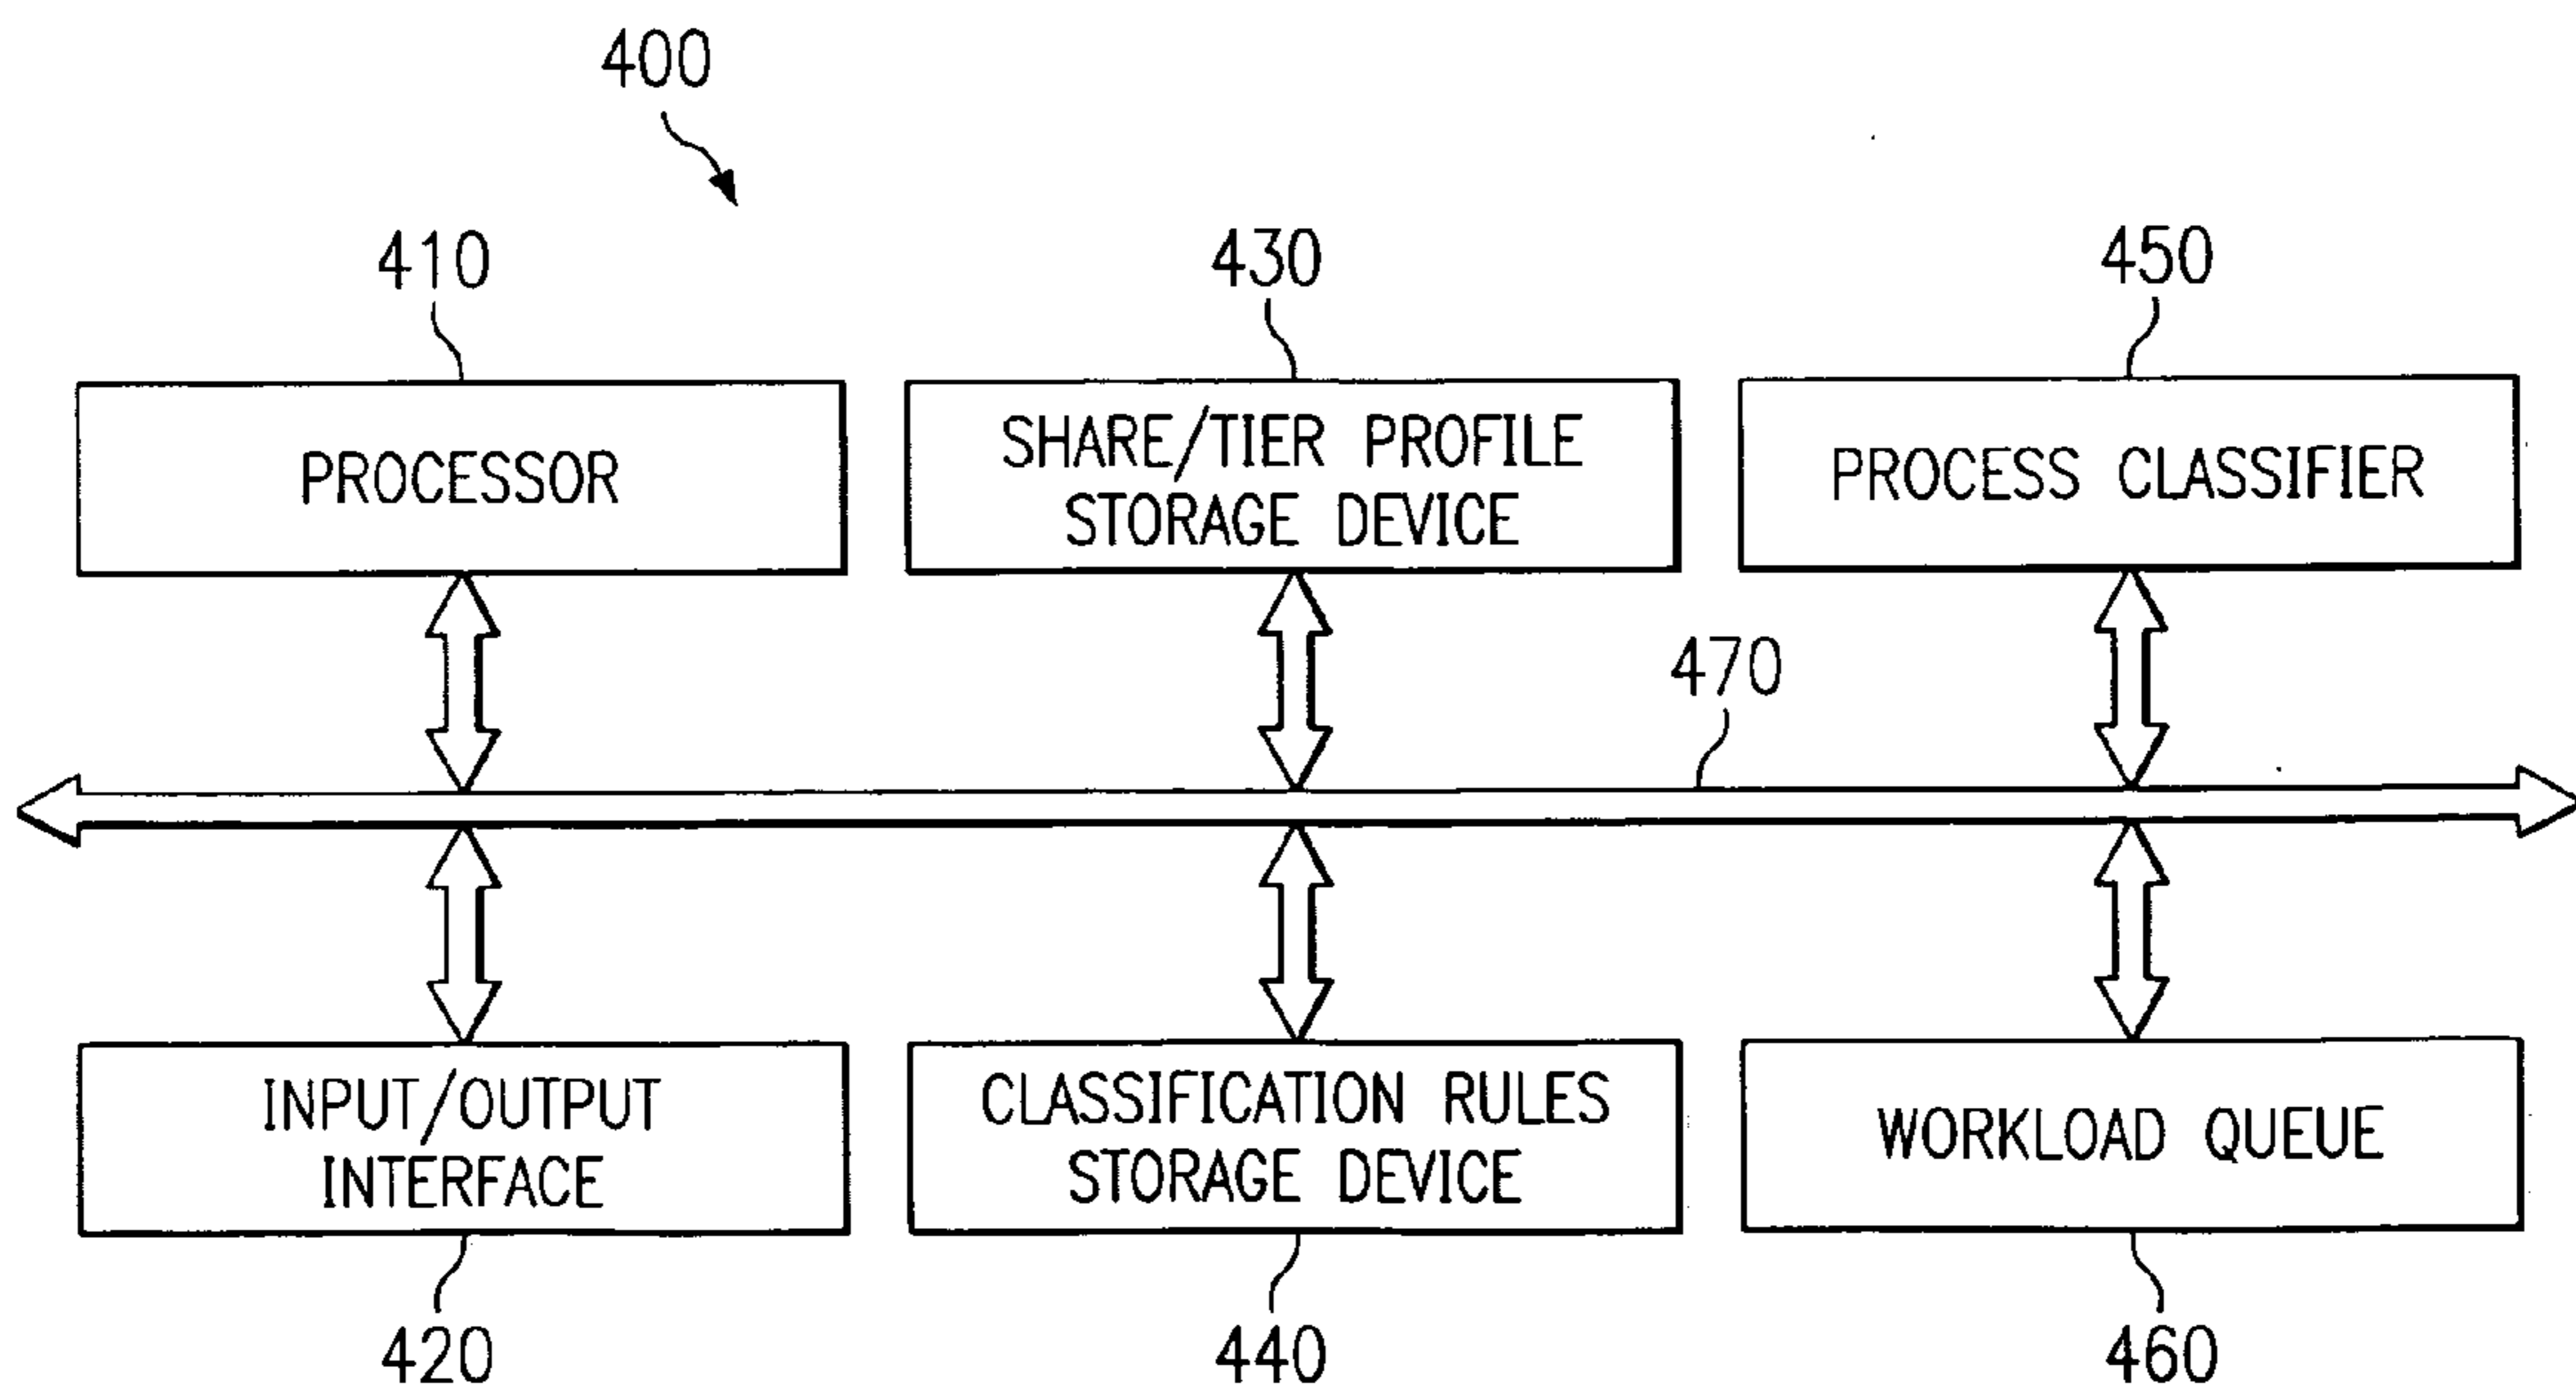 400
410
430
450
PROCESSOR
SHARE/TIER PROFILE
STORAGE DEVICE
PROCESS CLASSIFIER
470
INPUT/OUTPUT
INTERFACE
CLASSIFICATION RULES
STORAGE DEVICE
WORKLOAD QUEUE
420
440
460